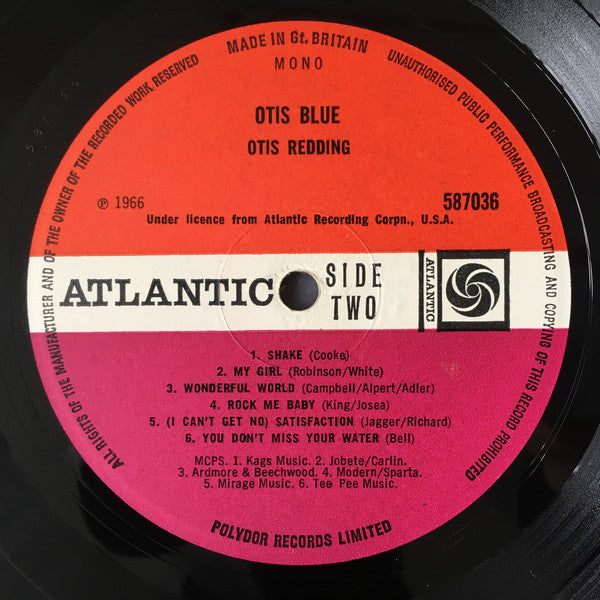 MADE IN Gt. BRITAIN
MONO
OTIS BLUE
OTIS REDDING
℗ 1966
587036
Under licence from Atlantic Recording Corpn., U.S.A.
ATLANTIC
SIDE
TWO
ATLANTIC
1. SHAKE (Cooke)
2. MY GIRL (Robinson/White)
3. WONDERFUL WORLD (Campbell/Alpert/Adler)
4. ROCK ME BABY (King/Josea)
5. (I CAN'T GET NO) SATISFACTION (Jagger/Richard)
6. YOU DON'T MISS YOUR WATER (Bell)
MCPS. 1. Kags Music. 2. Jobete/Carlin.
3. Ardmore & Beechwood. 4. Modern/Sparta.
5. Mirage Music. 6. Tee Pee Music.
POLYDOR RECORDS LIMITED
ALL RIGHTS OF THE MANUFACTURER AND OF THE OWNER OF THE RECORDED WORK RESERVED
UNAUTHORISED PUBLIC PERFORMANCE BROADCASTING AND COPYING OF THIS RECORD PROHIBITED